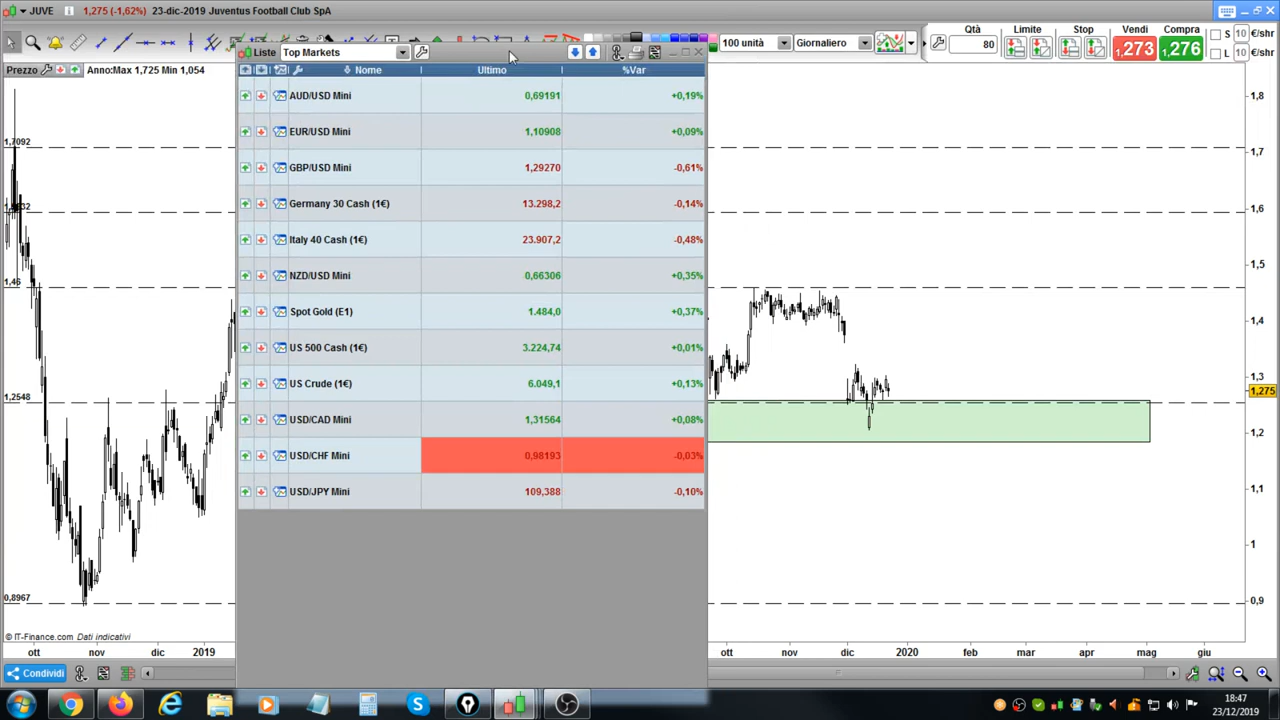 JUVE 1,275 (-1,62%) 23-dic-2019 Juventus Football Club SpA
Liste Top Markets
100 unità Giornaliero
Qtà Limite Stop Vendi Compra
80 1,273 1,276
S 10 €/shr
L 10 €/shr
Prezzo Anno:Max 1,725 Min 1,054
Nome Ultimo %Var
AUD/USD Mini 0,69191 +0,19%
EUR/USD Mini 1,10908 +0,09%
GBP/USD Mini 1,29270 -0,61%
Germany 30 Cash (1€) 13.298,2 -0,14%
Italy 40 Cash (1€) 23.907,2 -0,48%
NZD/USD Mini 0,66306 +0,35%
Spot Gold (E1) 1.484,0 +0,37%
US 500 Cash (1€) 3.224,74 +0,01%
US Crude (1€) 6.049,1 +0,13%
USD/CAD Mini 1,31564 +0,08%
USD/CHF Mini 0,98193 -0,03%
USD/JPY Mini 109,388 -0,10%
1,7092
1,46
1,2548
0,8967
1,8
1,7
1,6
1,5
1,4
1,3
1,275
1,2
1,1
1
0,9
© IT-Finance.com Dati indicativi
ott nov dic 2019 ott nov dic 2020 feb mar apr mag giu
Condividi
18:47
23/12/2019